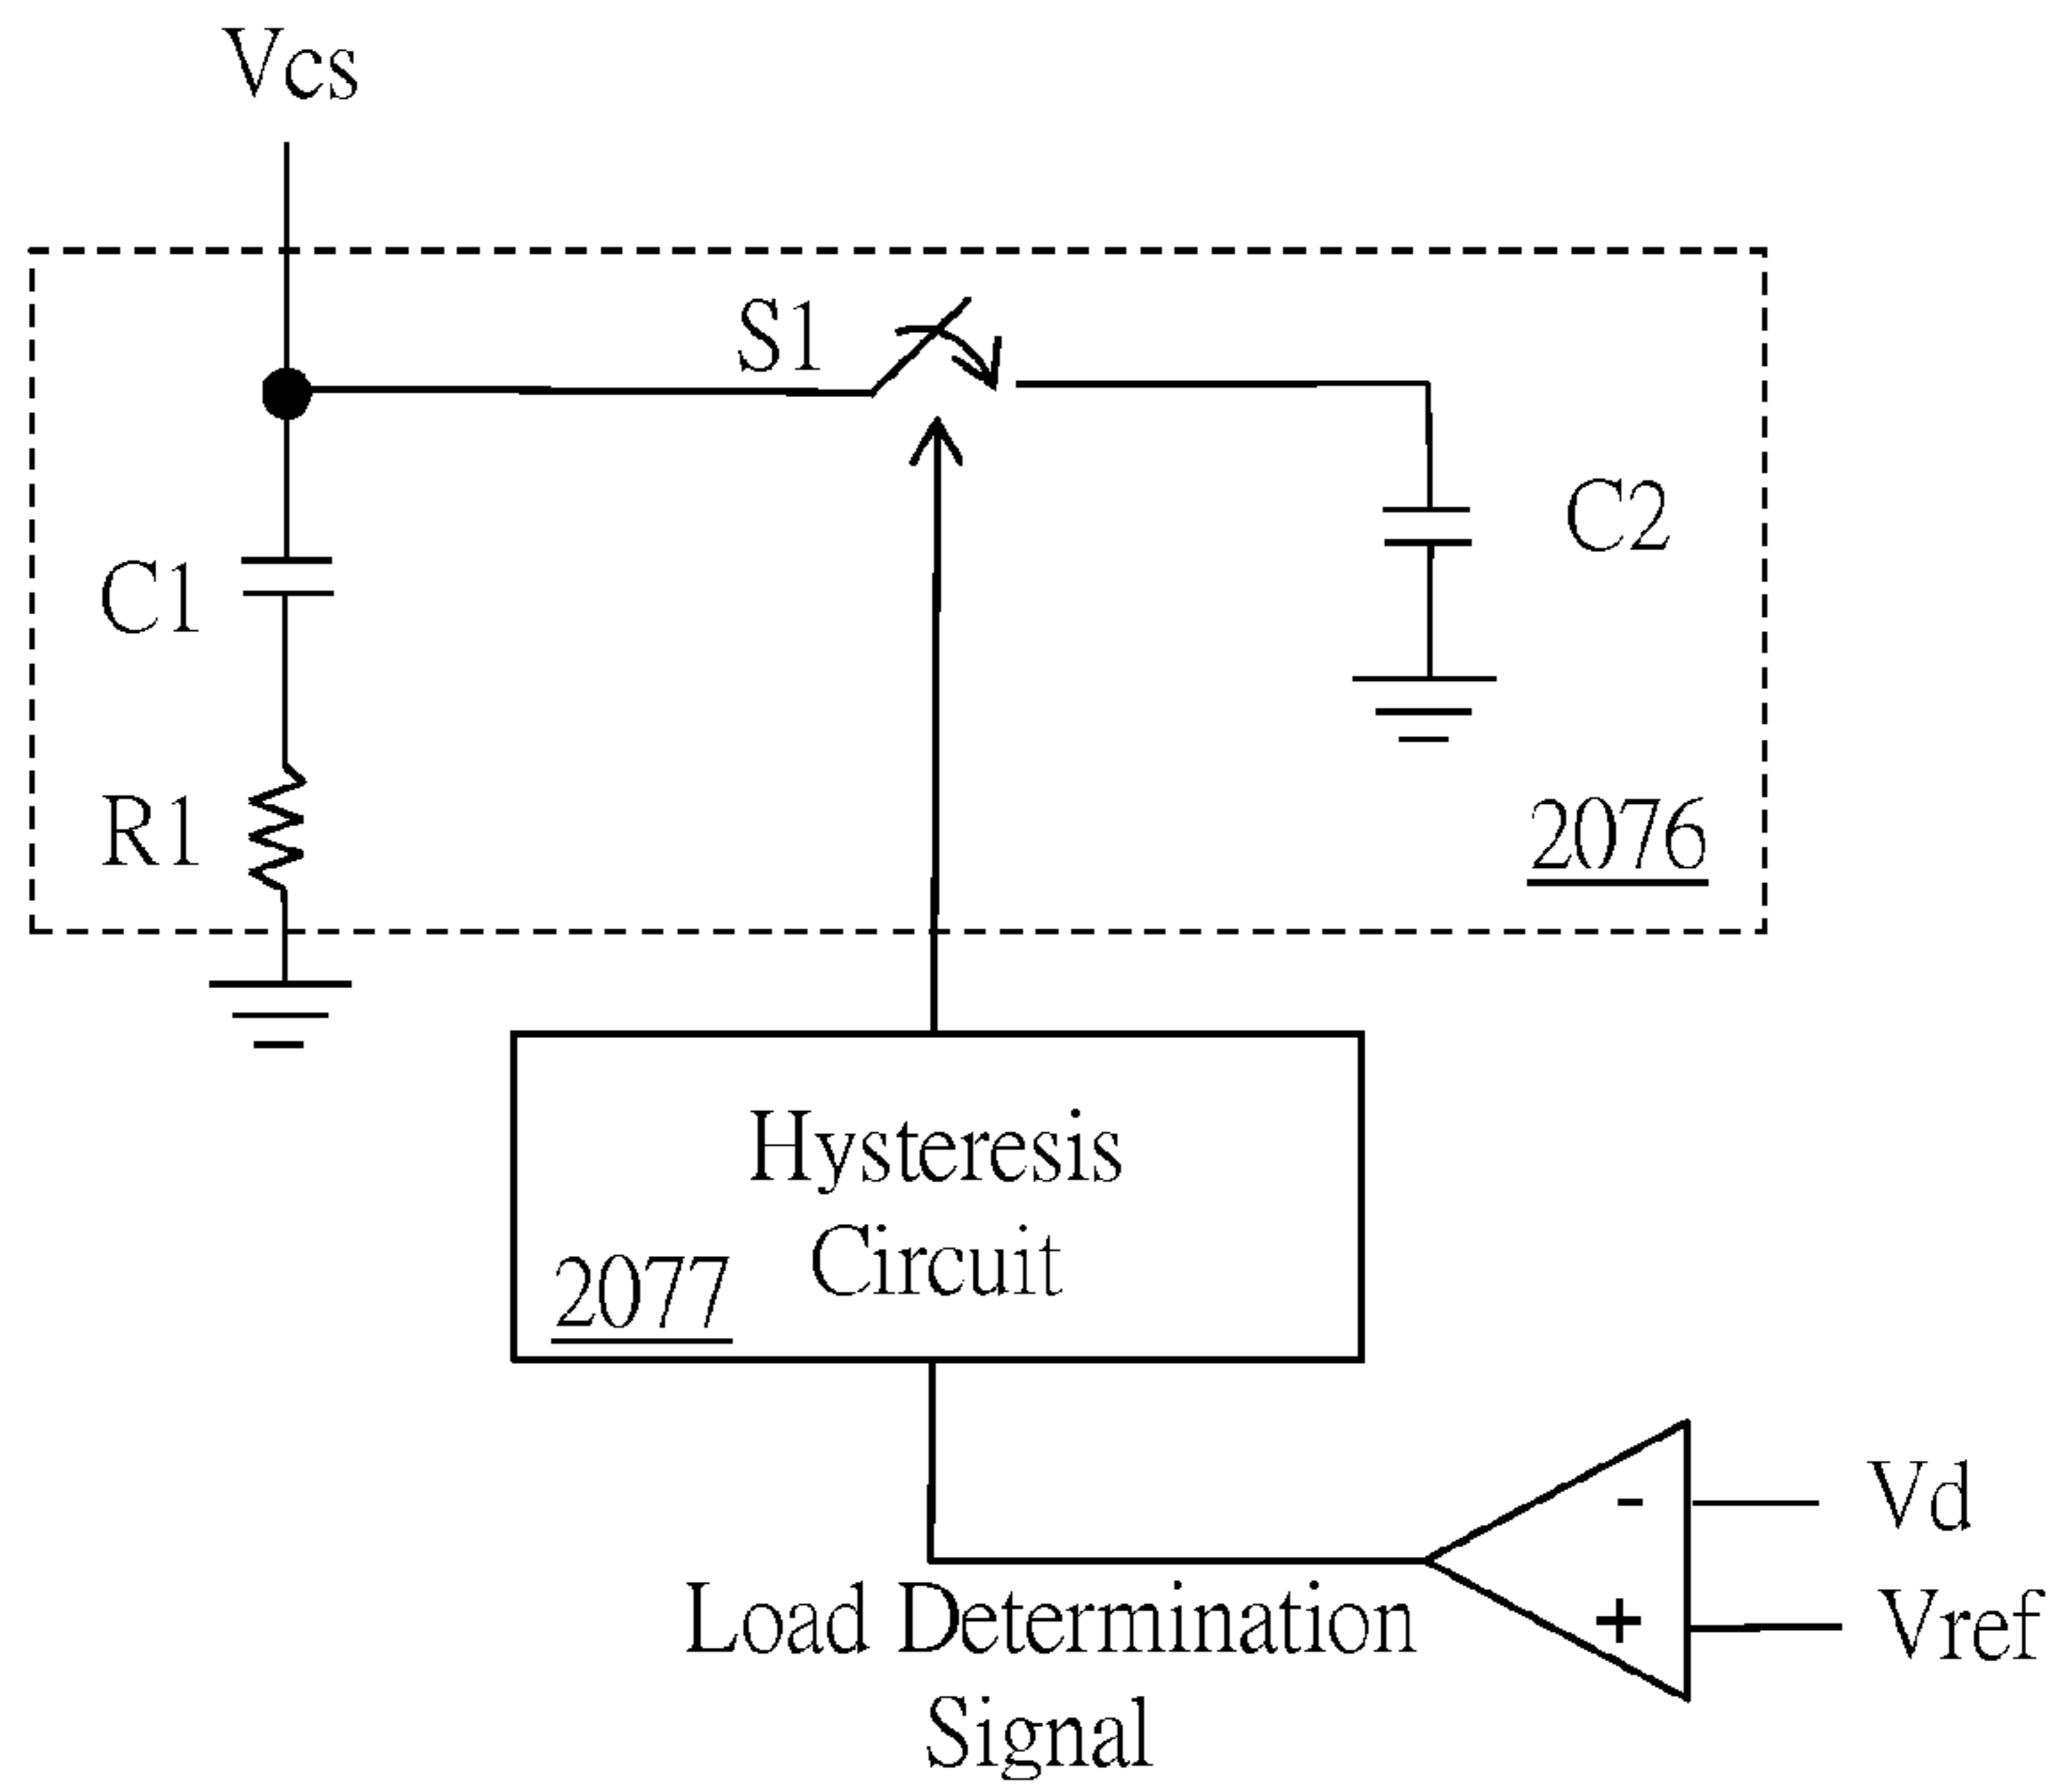 Vcs
S1
C2
C1
R1
2076
Hysteresis
Circuit
2077
-
Vd
+
Vref
Load Determination
Signal